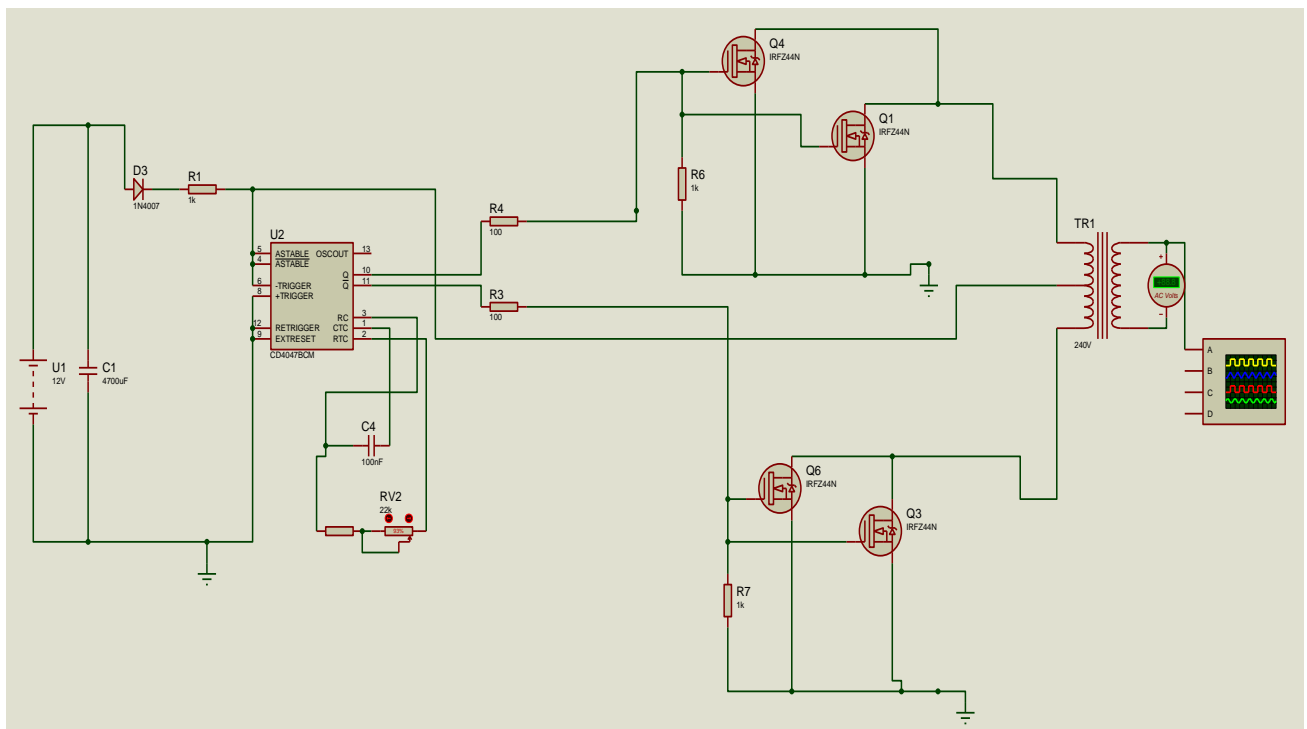 Q4
IRFZ44N
Q1
IRFZ44N
D3
1N4007
R1
1k
R6
1k
R4
100
TR1
240V
U2
5 ASTABLE OSCOUT 13
4 ASTABLE
Q 10
6 -TRIGGER Q 11
8 +TRIGGER
RC 3
12 RETRIGGER CTC 1
9 EXTRESET RTC 2
CD4047BCM
R3
100
+
AC Volts
-
A
B
C
D
U1
12V
C1
4700uF
C4
100nF
RV2
22k
Q6
IRFZ44N
Q3
IRFZ44N
R7
1k